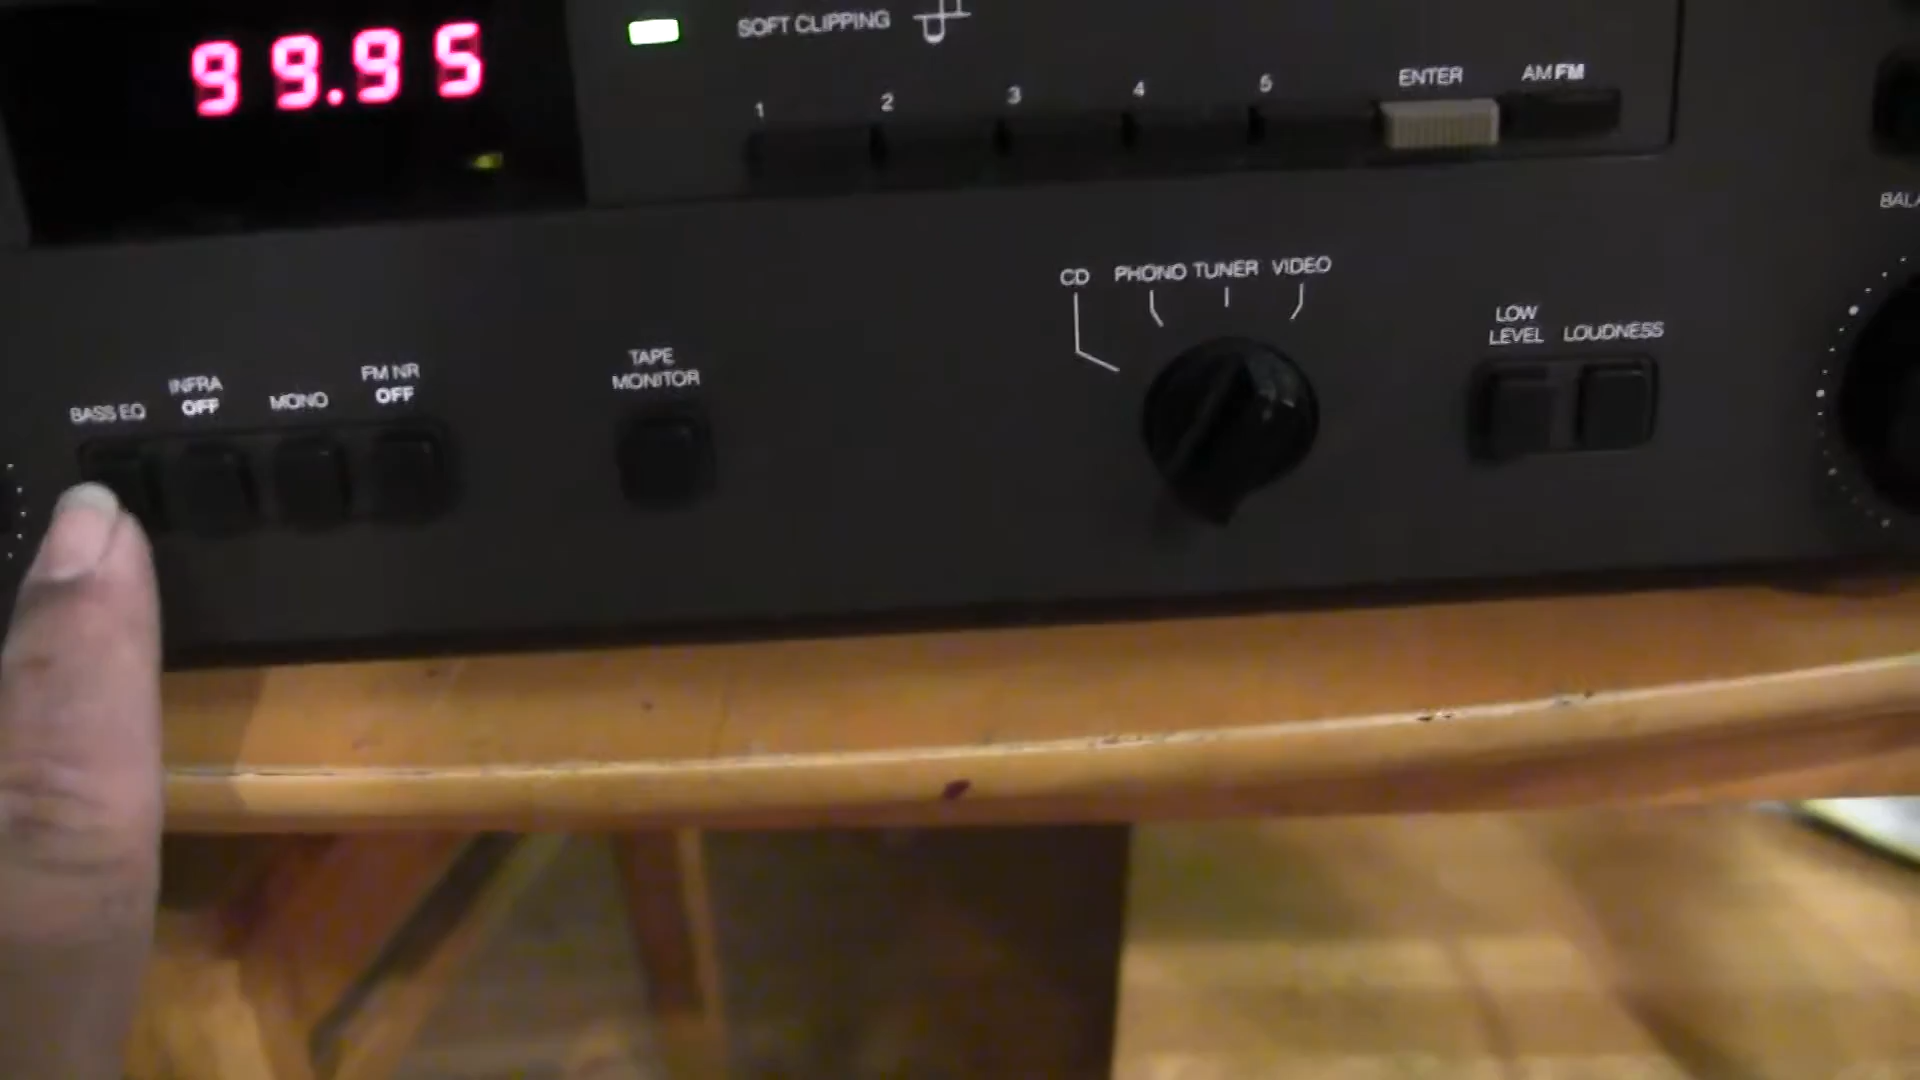 99.95
SOFT CLIPPING
1 2 3 4 5
ENTER
AM FM
CD PHONO TUNER VIDEO
LOW
LEVEL
LOUDNESS
BASS EQ
INFRA
OFF
MONO
FM NR
OFF
TAPE
MONITOR